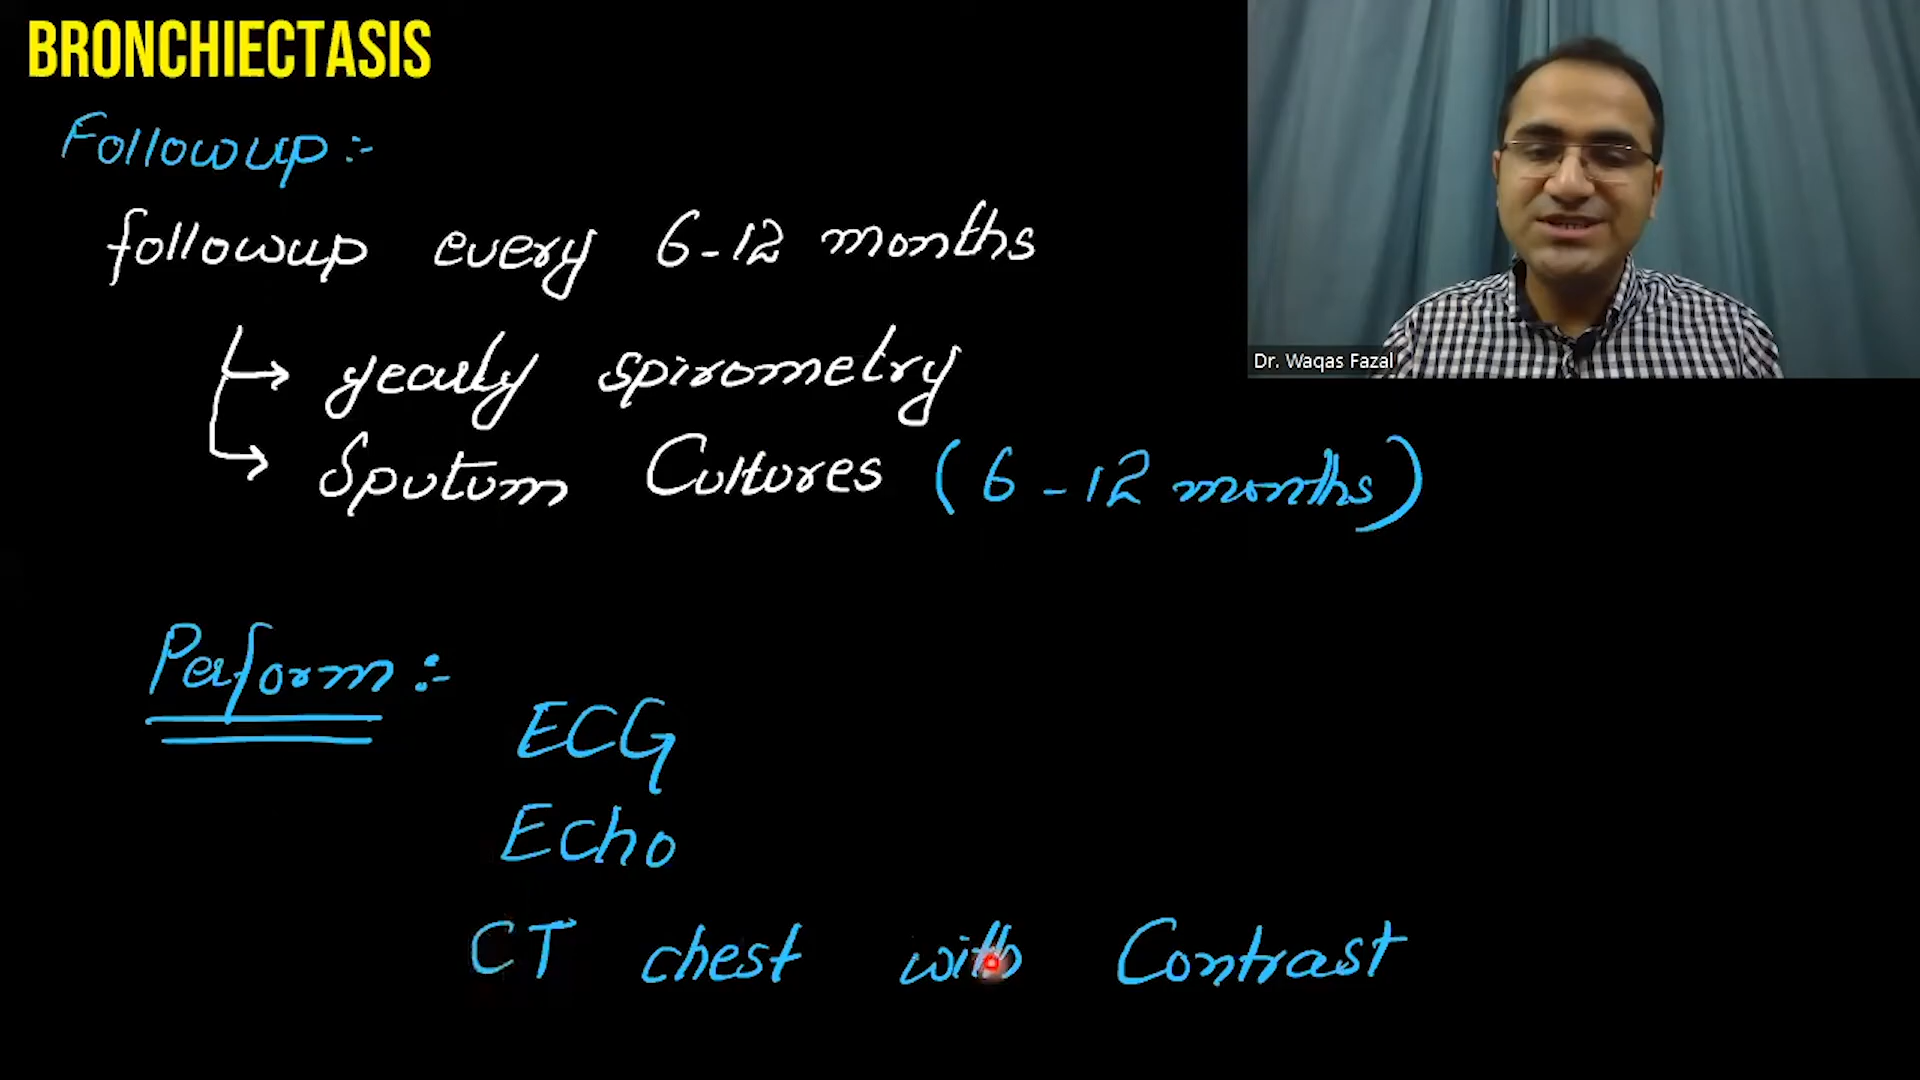 BRONCHIECTASIS
Followup :-
followup every 6-12 months
→ yearly spirometry
→ Sputum Cultures (6-12 months)
Perform :-
ECG
Echo
CT chest with Contrast
Dr. Waqas Fazal